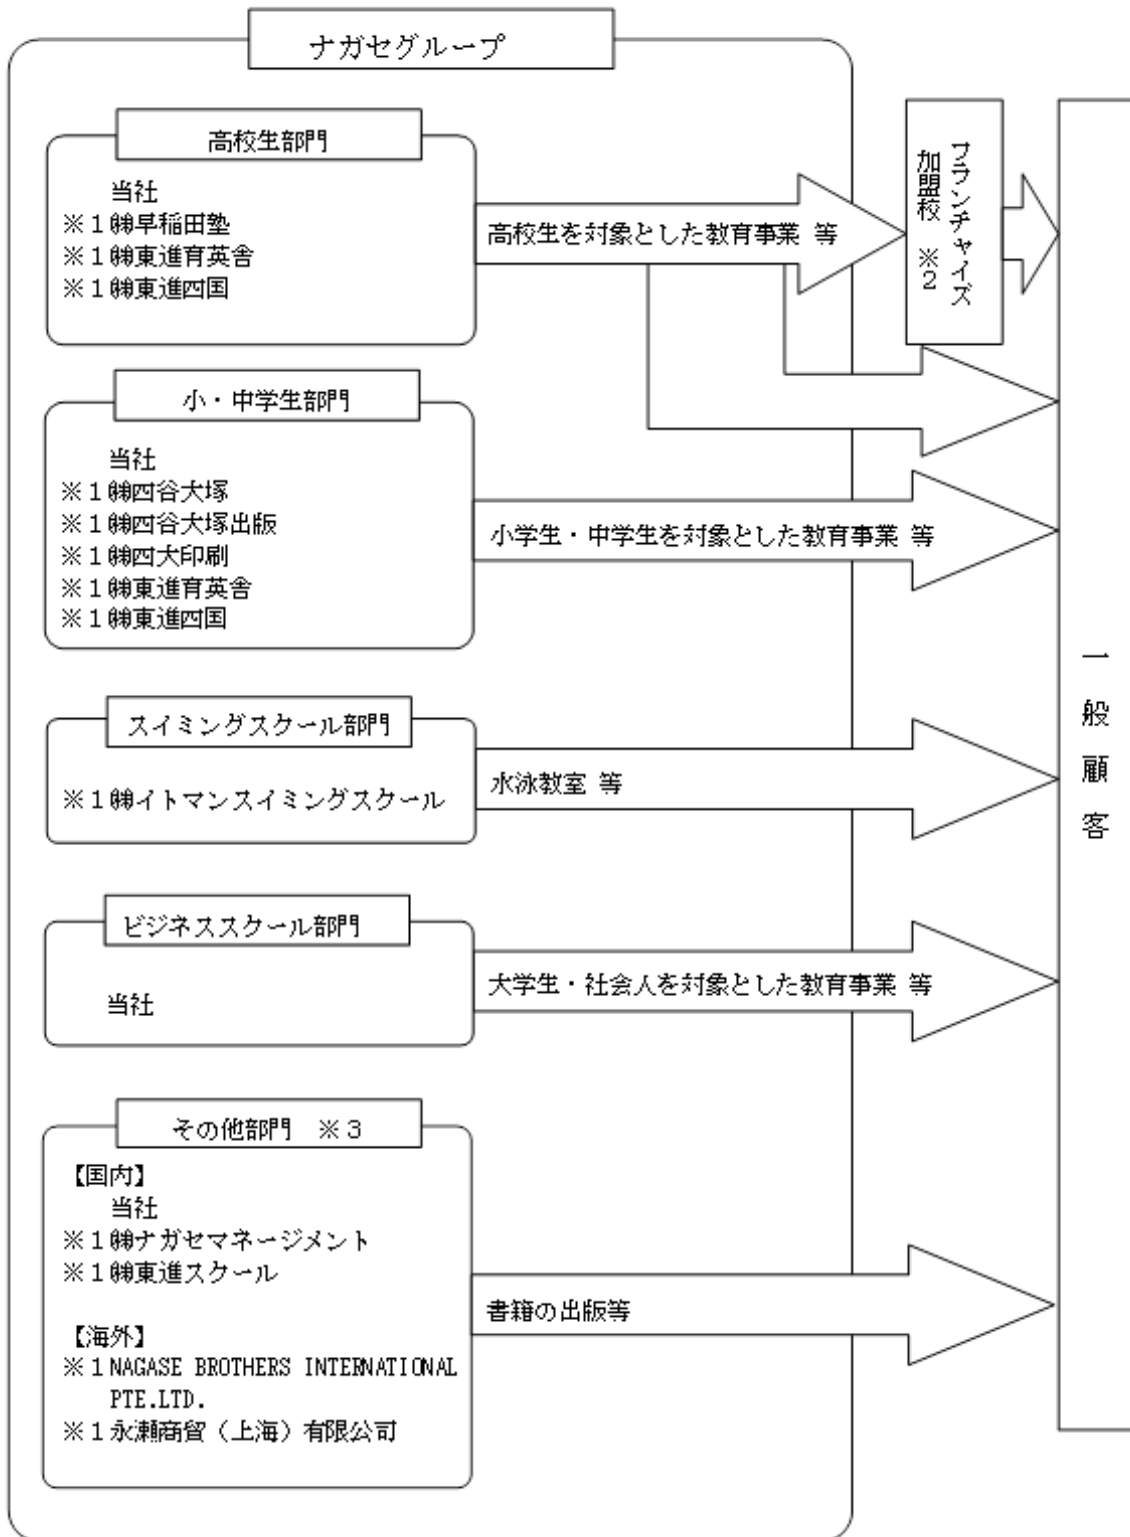 ナガセグループ
高校生部門
当社
※1㈱早稲田塾
※1㈱東進育英舎
※1㈱東進四国
高校生を対象とした教育事業 等
フランチャイズ
加盟校 ※2
小・中学生部門
当社
※1㈱四谷大塚
※1㈱四谷大塚出版
※1㈱四大印刷
※1㈱東進育英舎
※1㈱東進四国
小学生・中学生を対象とした教育事業 等
スイミングスクール部門
※1㈱イトマンスイミングスクール
水泳教室 等
ビジネススクール部門
当社
大学生・社会人を対象とした教育事業 等
その他部門 ※3
【国内】
当社
※1㈱ナガセマネージメント
※1㈱東進スクール
【海外】
※1NAGASE BROTHERS INTERNATIONAL
PTE.LTD.
※1永瀬商貿（上海）有限公司
書籍の出版等
一般顧客